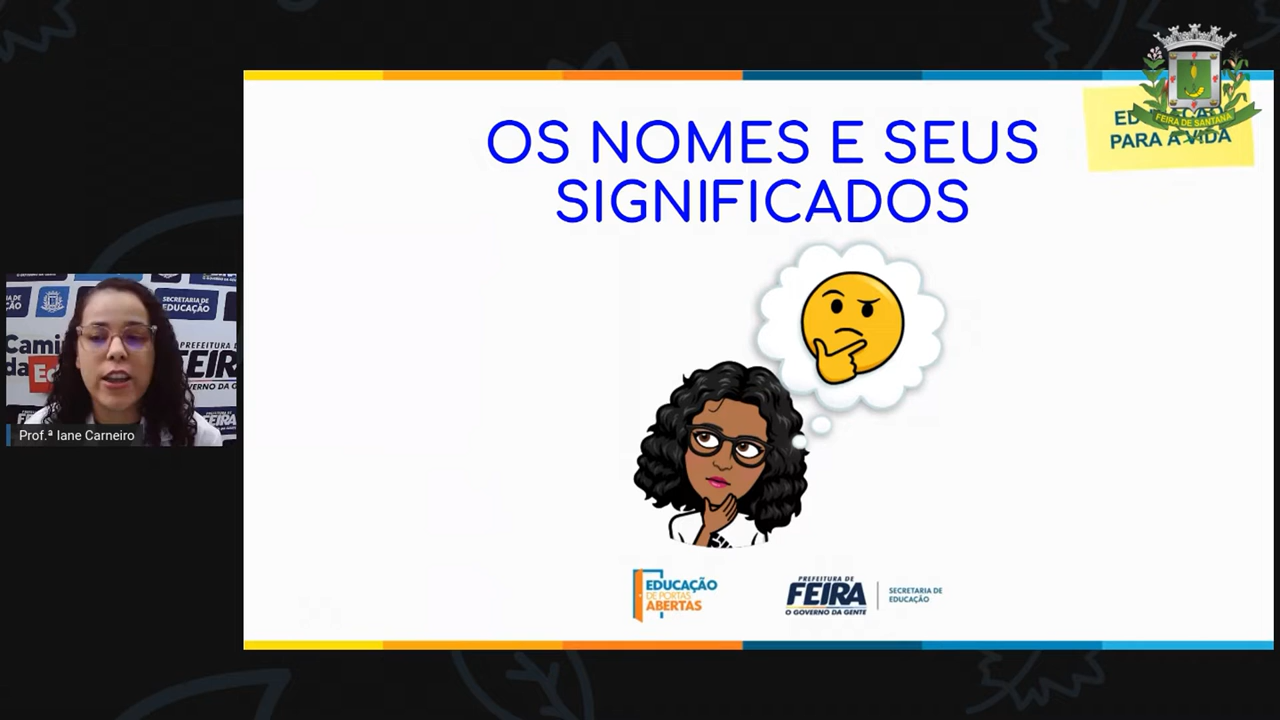 FEIRA DE SANTANA
PARA A VIDA
OS NOMES E SEUS
SIGNIFICADOS
SECRETARIA DE
EDUCAÇÃO
Prof.ª Iane Carneiro
EDUCAÇÃO
DE PORTAS
ABERTAS
PREFEITURA DE
FEIRA
O GOVERNO DA GENTE
SECRETARIA DE
EDUCAÇÃO